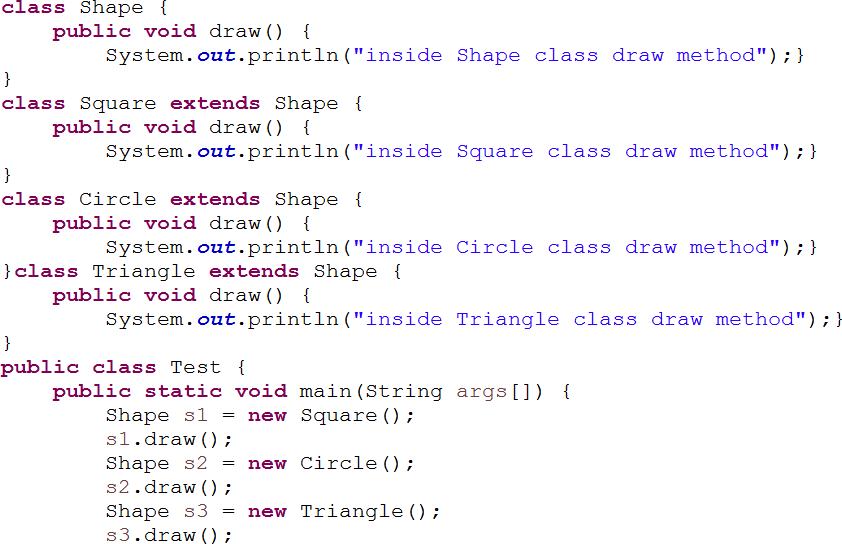 class Shape {
    public void draw() {
        System.out.println("inside Shape class draw method");}
}
class Square extends Shape {
    public void draw() {
        System.out.println("inside Square class draw method");}
}
class Circle extends Shape {
    public void draw() {
        System.out.println("inside Circle class draw method");}
}class Triangle extends Shape {
    public void draw() {
        System.out.println("inside Triangle class draw method");}
}
public class Test {
    public static void main(String args[]) {
        Shape s1 = new Square();
        s1.draw();
        Shape s2 = new Circle();
        s2.draw();
        Shape s3 = new Triangle();
        s3.draw();